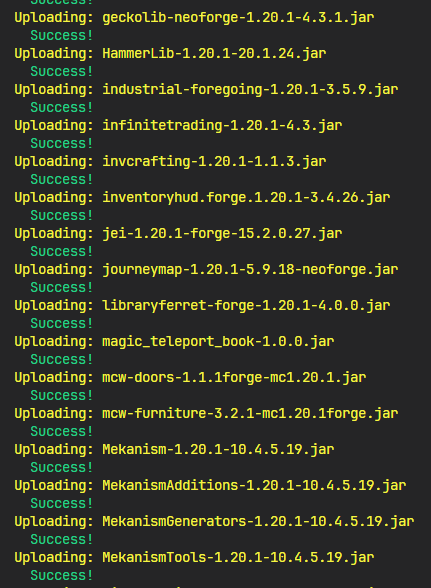 Success!
Uploading: geckolib-neoforge-1.20.1-4.3.1.jar
Success!
Uploading: HammerLib-1.20.1-20.1.24.jar
Success!
Uploading: industrial-foregoing-1.20.1-3.5.9.jar
Success!
Uploading: infinitetrading-1.20.1-4.3.jar
Success!
Uploading: invcrafting-1.20.1-1.1.3.jar
Success!
Uploading: inventoryhud.forge.1.20.1-3.4.26.jar
Success!
Uploading: jei-1.20.1-forge-15.2.0.27.jar
Success!
Uploading: journeymap-1.20.1-5.9.18-neoforge.jar
Success!
Uploading: libraryferret-forge-1.20.1-4.0.0.jar
Success!
Uploading: magic_teleport_book-1.0.0.jar
Success!
Uploading: mcw-doors-1.1.1forge-mc1.20.1.jar
Success!
Uploading: mcw-furniture-3.2.1-mc1.20.1forge.jar
Success!
Uploading: Mekanism-1.20.1-10.4.5.19.jar
Success!
Uploading: MekanismAdditions-1.20.1-10.4.5.19.jar
Success!
Uploading: MekanismGenerators-1.20.1-10.4.5.19.jar
Success!
Uploading: MekanismTools-1.20.1-10.4.5.19.jar
Success!